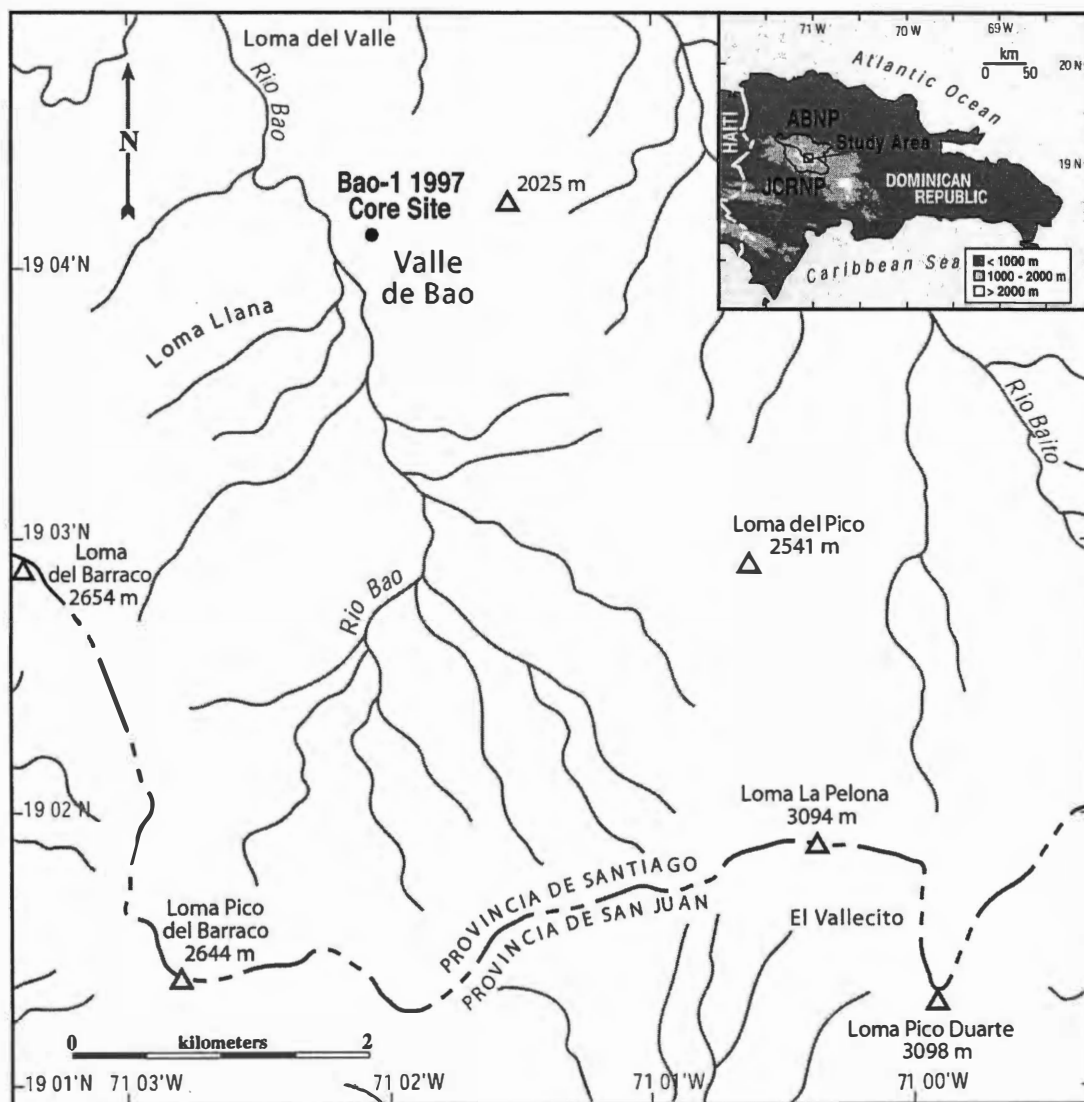 Loma del Valle
Rio Bao
N
Bao-1 1997
Core Site
2025 m
Valle
de Bao
19 04'N
Loma Llana
71 W
70 W
69W
km
0 50
20 N
Atlantic Ocean
ABNP
Study Area
HAITI
19 N
JCRNP
DOMINICAN
REPUBLIC
Caribbean Sea
< 1000 m
1000 - 2000 m
> 2000 m
Rio Baito
19 03'N
Loma
del Barraco
2654 m
Loma del Pico
2541 m
Rio Bao
19 02'N
Loma La Pelona
3094 m
PROVINCIA DE SANTIAGO
PROVINCIA DE SAN JUAN
El Vallecito
Loma Pico
del Barraco
2644 m
Loma Pico Duarte
3098 m
0 kilometers 2
19 01'N
71 03'W
71 02'W
71 01'W
71 00'W